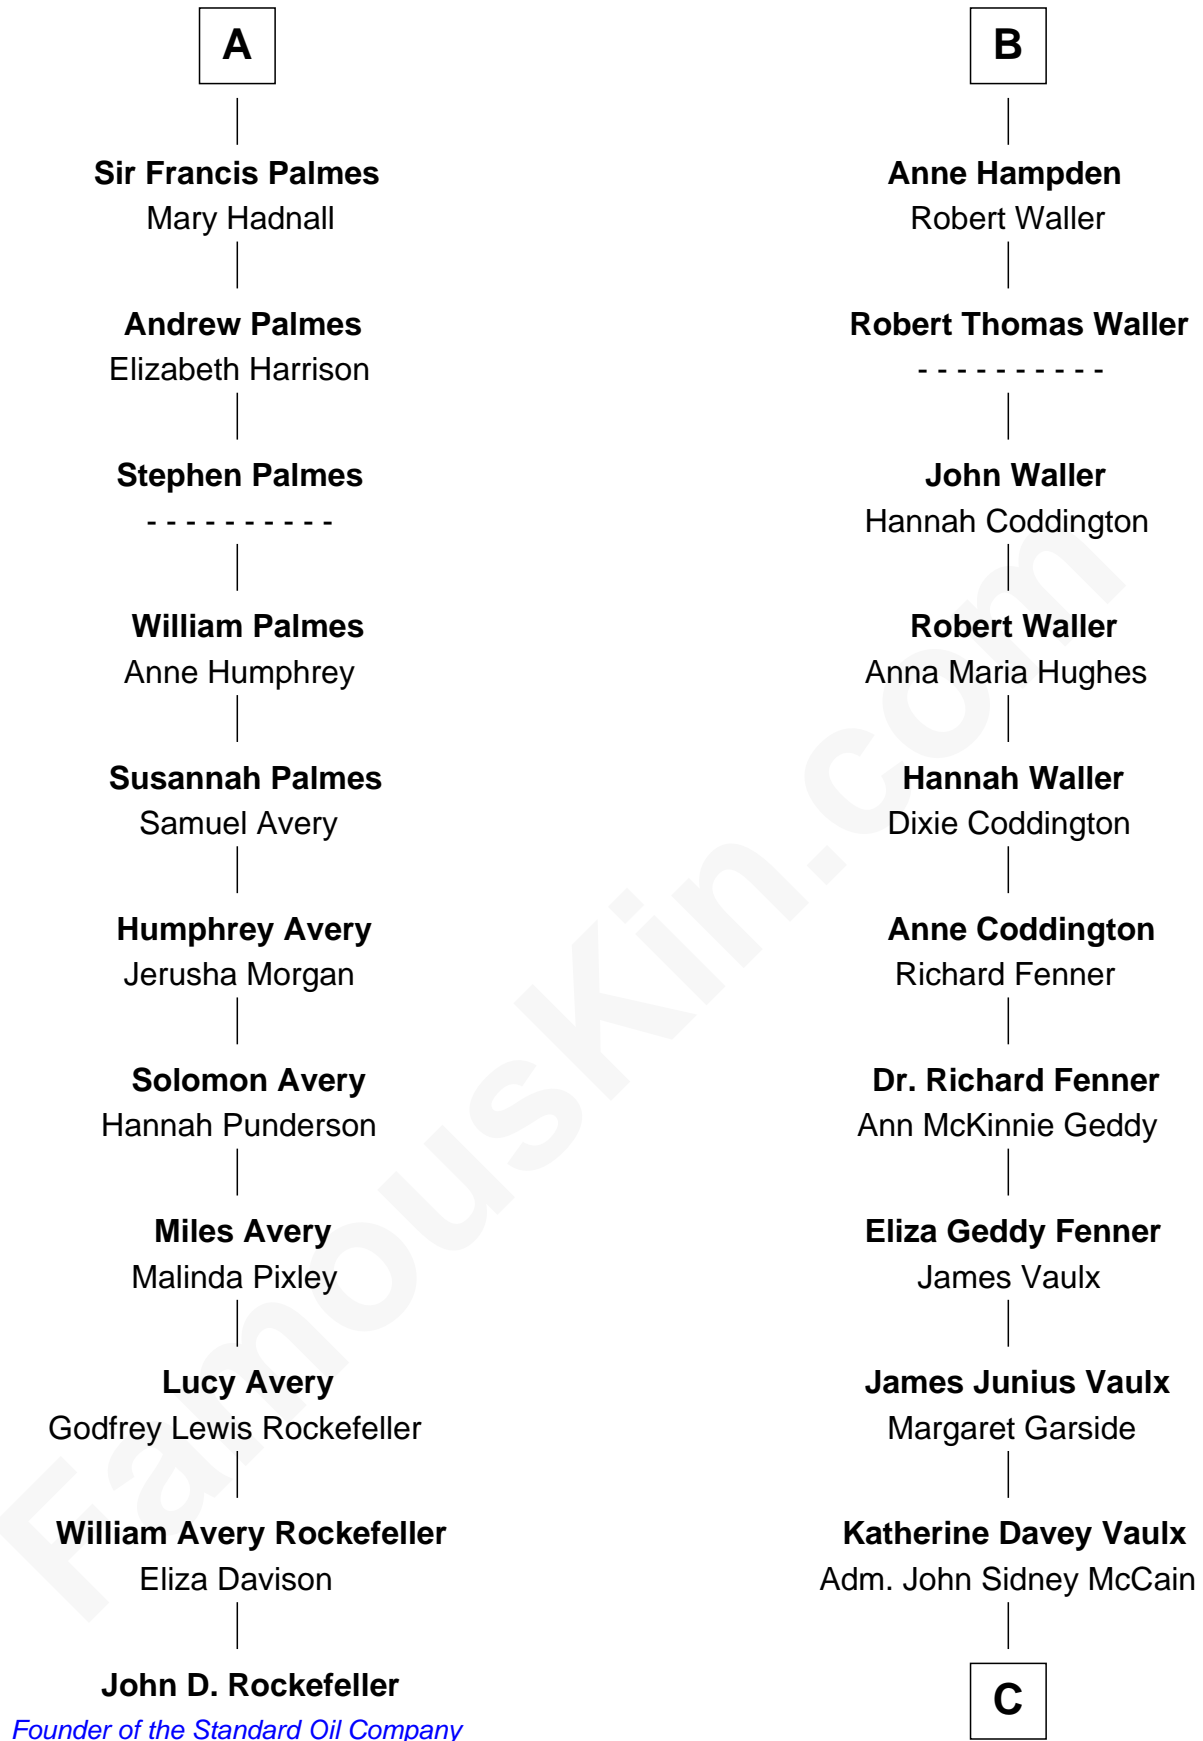 A
Sir Francis Palmes
Mary Hadnall
Andrew Palmes
Elizabeth Harrison
Stephen Palmes
- - - - - - - - - -
William Palmes
Anne Humphrey
Susannah Palmes
Samuel Avery
Humphrey Avery
Jerusha Morgan
Solomon Avery
Hannah Punderson
Miles Avery
Malinda Pixley
Lucy Avery
Godfrey Lewis Rockefeller
William Avery Rockefeller
Eliza Davison
John D. Rockefeller
Founder of the Standard Oil Company
B
Anne Hampden
Robert Waller
Robert Thomas Waller
- - - - - - - - - -
John Waller
Hannah Coddington
Robert Waller
Anna Maria Hughes
Hannah Waller
Dixie Coddington
Anne Coddington
Richard Fenner
Dr. Richard Fenner
Ann McKinnie Geddy
Eliza Geddy Fenner
James Vaulx
James Junius Vaulx
Margaret Garside
Katherine Davey Vaulx
Adm. John Sidney McCain
C
FamousKin.com